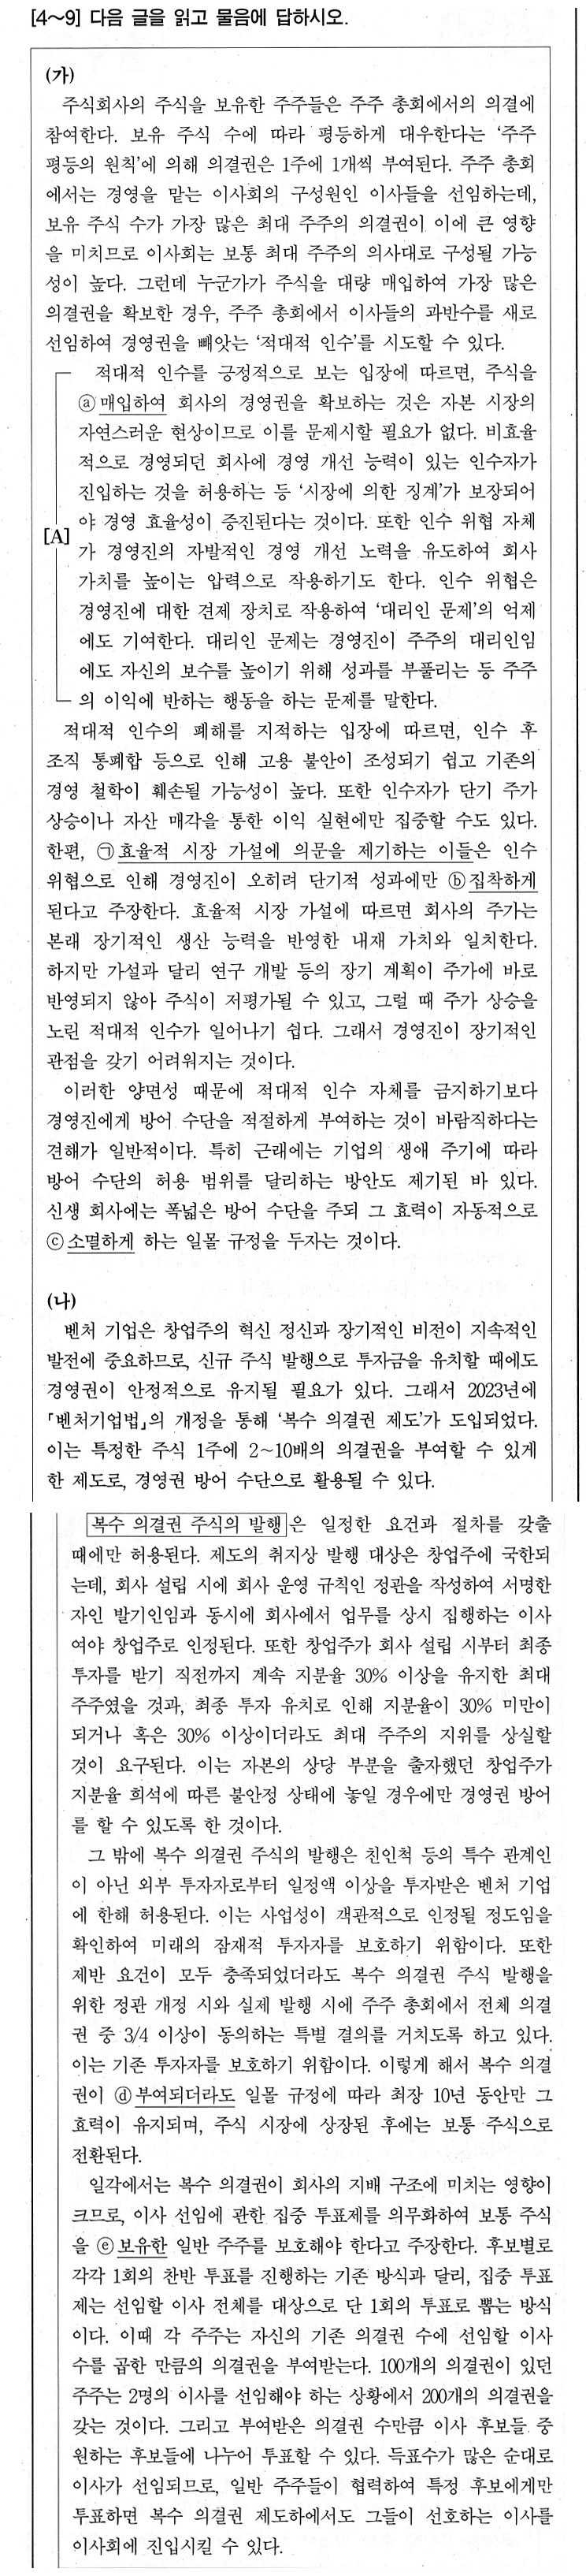 [4~9] 다음 글을 읽고 물음에 답하시오.
(가)
주식회사의 주식을 보유한 주주들은 주주 총회에서의 의결에
참여한다. 보유 주식 수에 따라 평등하게 대우한다는 '주주
평등의 원칙'에 의해 의결권은 1주에 1개씩 부여된다. 주주 총회
에서는 경영을 맡는 이사회의 구성원인 이사들을 선임하는데,
보유 주식 수가 가장 많은 최대 주주의 의결권이 이에 큰 영향
을 미치므로 이사회는 보통 최대 주주의 의사대로 구성될 가능
성이 높다. 그런데 누군가가 주식을 대량 매입하여 가장 많은
의결권을 확보한 경우, 주주 총회에서 이사들의 과반수를 새로
선임하여 경영권을 빼앗는 '적대적 인수'를 시도할 수 있다.
적대적 인수를 긍정적으로 보는 입장에 따르면, 주식을
ⓐ매입하여 회사의 경영권을 확보하는 것은 자본 시장의
자연스러운 현상이므로 이를 문제시할 필요가 없다. 비효율
적으로 경영되던 회사에 경영 개선 능력이 있는 인수자가
진입하는 것을 허용하는 등 '시장에 의한 징계'가 보장되어
[A] 야 경영 효율성이 증진된다는 것이다. 또한 인수 위협 자체
가 경영진의 자발적인 경영 개선 노력을 유도하여 회사
가치를 높이는 압력으로 작용하기도 한다. 인수 위협은
경영진에 대한 견제 장치로 작용하여 '대리인 문제'의 억제
에도 기여한다. 대리인 문제는 경영진이 주주의 대리인임
에도 자신의 보수를 높이기 위해 성과를 부풀리는 등 주주
의 이익에 반하는 행동을 하는 문제를 말한다.
적대적 인수의 폐해를 지적하는 입장에 따르면, 인수 후
조직 통폐합 등으로 인해 고용 불안이 조성되기 쉽고 기존의
경영 철학이 훼손될 가능성이 높다. 또한 인수자가 단기 주가
상승이나 자산 매각을 통한 이익 실현에만 집중할 수도 있다.
한편, ㉠효율적 시장 가설에 의문을 제기하는 이들은 인수
위협으로 인해 경영진이 오히려 단기적 성과에만 ⓑ집착하게
된다고 주장한다. 효율적 시장 가설에 따르면 회사의 주가는
본래 장기적인 생산 능력을 반영한 내재 가치와 일치한다.
하지만 가설과 달리 연구 개발 등의 장기 계획이 주가에 바로
반영되지 않아 주식이 저평가될 수 있고, 그럴 때 주가 상승을
노린 적대적 인수가 일어나기 쉽다. 그래서 경영진이 장기적인
관점을 갖기 어려워지는 것이다.
이러한 양면성 때문에 적대적 인수 자체를 금지하기보다
경영진에게 방어 수단을 적절하게 부여하는 것이 바람직하다는
견해가 일반적이다. 특히 근래에는 기업의 생애 주기에 따라
방어 수단의 허용 범위를 달리하는 방안도 제기된 바 있다.
신생 회사에는 폭넓은 방어 수단을 주되 그 효력이 자동적으로
ⓒ소멸하게 하는 일몰 규정을 두자는 것이다.
(나)
벤처 기업은 창업주의 혁신 정신과 장기적인 비전이 지속적인
발전에 중요하므로, 신규 주식 발행으로 투자금을 유치할 때에도
경영권이 안정적으로 유지될 필요가 있다. 그래서 2023년에
「벤처기업법」의 개정을 통해 '복수 의결권 제도'가 도입되었다.
이는 특정한 주식 1주에 2~10배의 의결권을 부여할 수 있게
한 제도로, 경영권 방어 수단으로 활용될 수 있다.
복수 의결권 주식의 발행은 일정한 요건과 절차를 갖출
때에만 허용된다. 제도의 취지상 발행 대상은 창업주에 국한되
는데, 회사 설립 시에 회사 운영 규칙인 정관을 작성하여 서명한
자인 발기인임과 동시에 회사에서 업무를 상시 집행하는 이사
여야 창업주로 인정된다. 또한 창업주가 회사 설립 시부터 최종
투자를 받기 직전까지 계속 지분율 30% 이상을 유지한 최대
주주였을 것과, 최종 투자 유치로 인해 지분율이 30% 미만이
되거나 혹은 30% 이상이더라도 최대 주주의 지위를 상실할
것이 요구된다. 이는 자본의 상당 부분을 출자했던 창업주가
지분율 희석에 따른 불안정 상태에 놓일 경우에만 경영권 방어
를 할 수 있도록 한 것이다.
그 밖에 복수 의결권 주식의 발행은 친인척 등의 특수 관계인
이 아닌 외부 투자자로부터 일정액 이상을 투자받은 벤처 기업
에 한해 허용된다. 이는 사업성이 객관적으로 인정될 정도임을
확인하여 미래의 잠재적 투자자를 보호하기 위함이다. 또한
제반 요건이 모두 충족되었더라도 복수 의결권 주식 발행을
위한 정관 개정 시와 실제 발행 시에 주주 총회에서 전체 의결
권 중 3/4 이상이 동의하는 특별 결의를 거치도록 하고 있다.
이는 기존 투자자를 보호하기 위함이다. 이렇게 해서 복수 의결
권이 ⓓ부여되더라도 일몰 규정에 따라 최장 10년 동안만 그
효력이 유지되며, 주식 시장에 상장된 후에는 보통 주식으로
전환된다.
일각에서는 복수 의결권이 회사의 지배 구조에 미치는 영향이
크므로, 이사 선임에 관한 집중 투표제를 의무화하여 보통 주식
을 ⓔ보유한 일반 주주를 보호해야 한다고 주장한다. 후보별로
각각 1회의 찬반 투표를 진행하는 기존 방식과 달리, 집중 투표
제는 선임할 이사 전체를 대상으로 단 1회의 투표로 뽑는 방식
이다. 이때 각 주주는 자신의 기존 의결권 수에 선임할 이사
수를 곱한 만큼의 의결권을 부여받는다. 100개의 의결권이 있던
주주는 2명의 이사를 선임해야 하는 상황에서 200개의 의결권을
갖는 것이다. 그리고 부여받은 의결권 수만큼 이사 후보들 중
원하는 후보들에 나누어 투표할 수 있다. 득표수가 많은 순대로
이사가 선임되므로, 일반 주주들이 협력하여 특정 후보에게만
투표하면 복수 의결권 제도하에서도 그들이 선호하는 이사를
이사회에 진입시킬 수 있다.